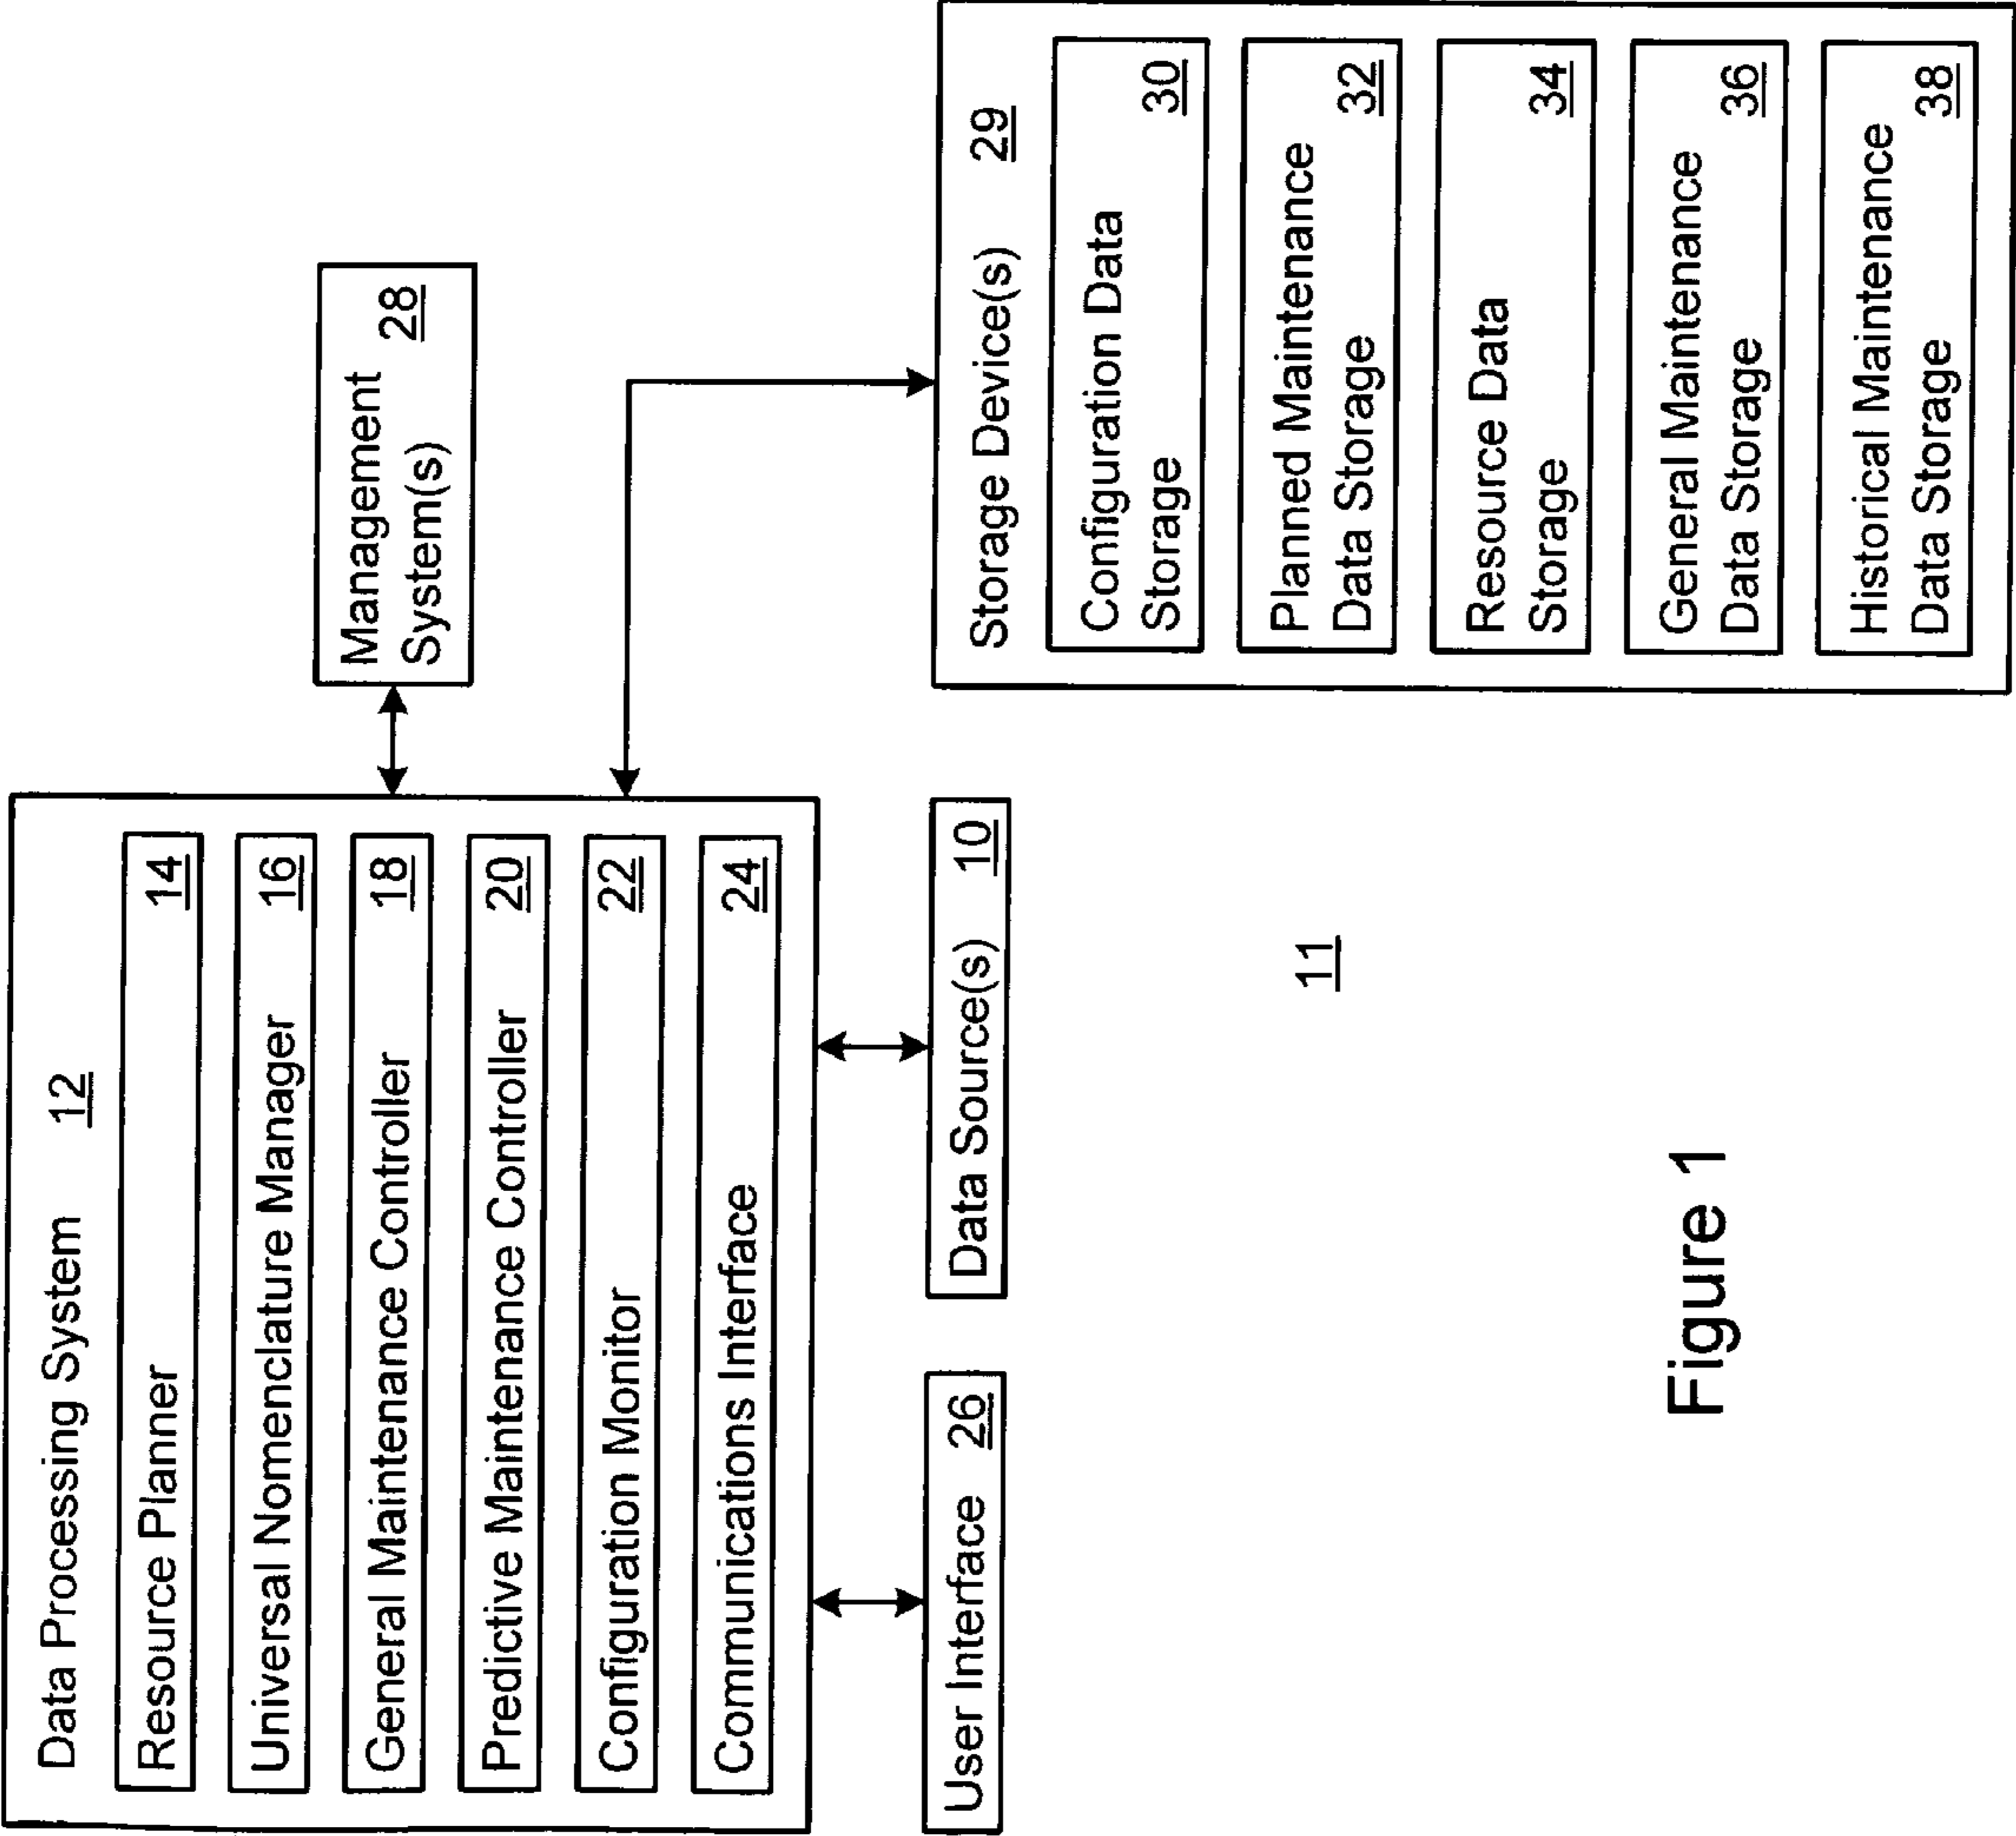 Data Processing System 12
Resource Planner 14
Universal Nomenclature Manager 16
General Maintenance Controller 18
Predictive Maintenance Controller 20
Configuration Monitor 22
Communications Interface 24
User Interface 26
Data Source(s) 10
Management
System(s) 28
Storage Device(s) 29
Configuration Data
Storage 30
Planned Maintenance
Data Storage 32
Resource Data
Storage 34
General Maintenance
Data Storage 36
Historical Maintenance
Data Storage 38
11
Figure 1